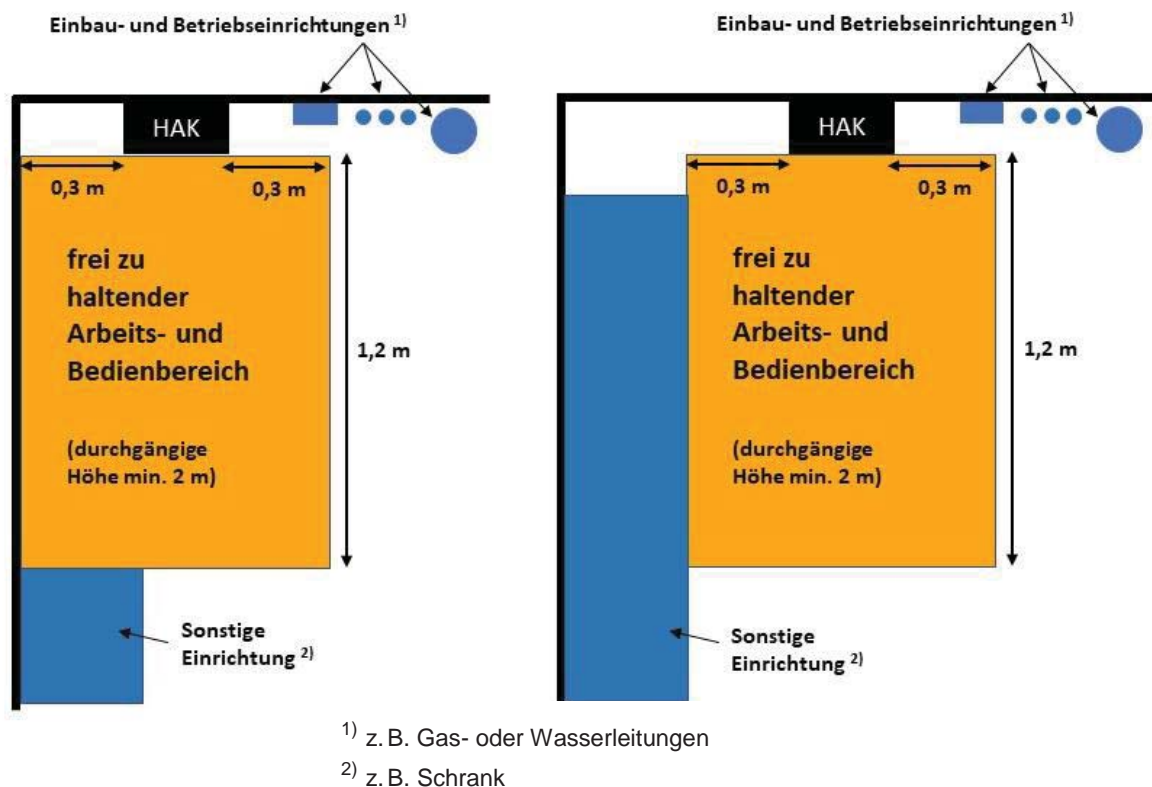 Einbau- und Betriebseinrichtungen 1)
HAK
0,3 m
0,3 m
frei zu
haltender
Arbeits- und
Bedienbereich
1,2 m
(durchgängige
Höhe min. 2 m)
Sonstige
Einrichtung 2)
Einbau- und Betriebseinrichtungen 1)
HAK
0,3 m
0,3 m
frei zu
haltender
Arbeits- und
Bedienbereich
1,2 m
(durchgängige
Höhe min. 2 m)
Sonstige
Einrichtung 2)
1) z.B. Gas- oder Wasserleitungen
2) z.B. Schrank